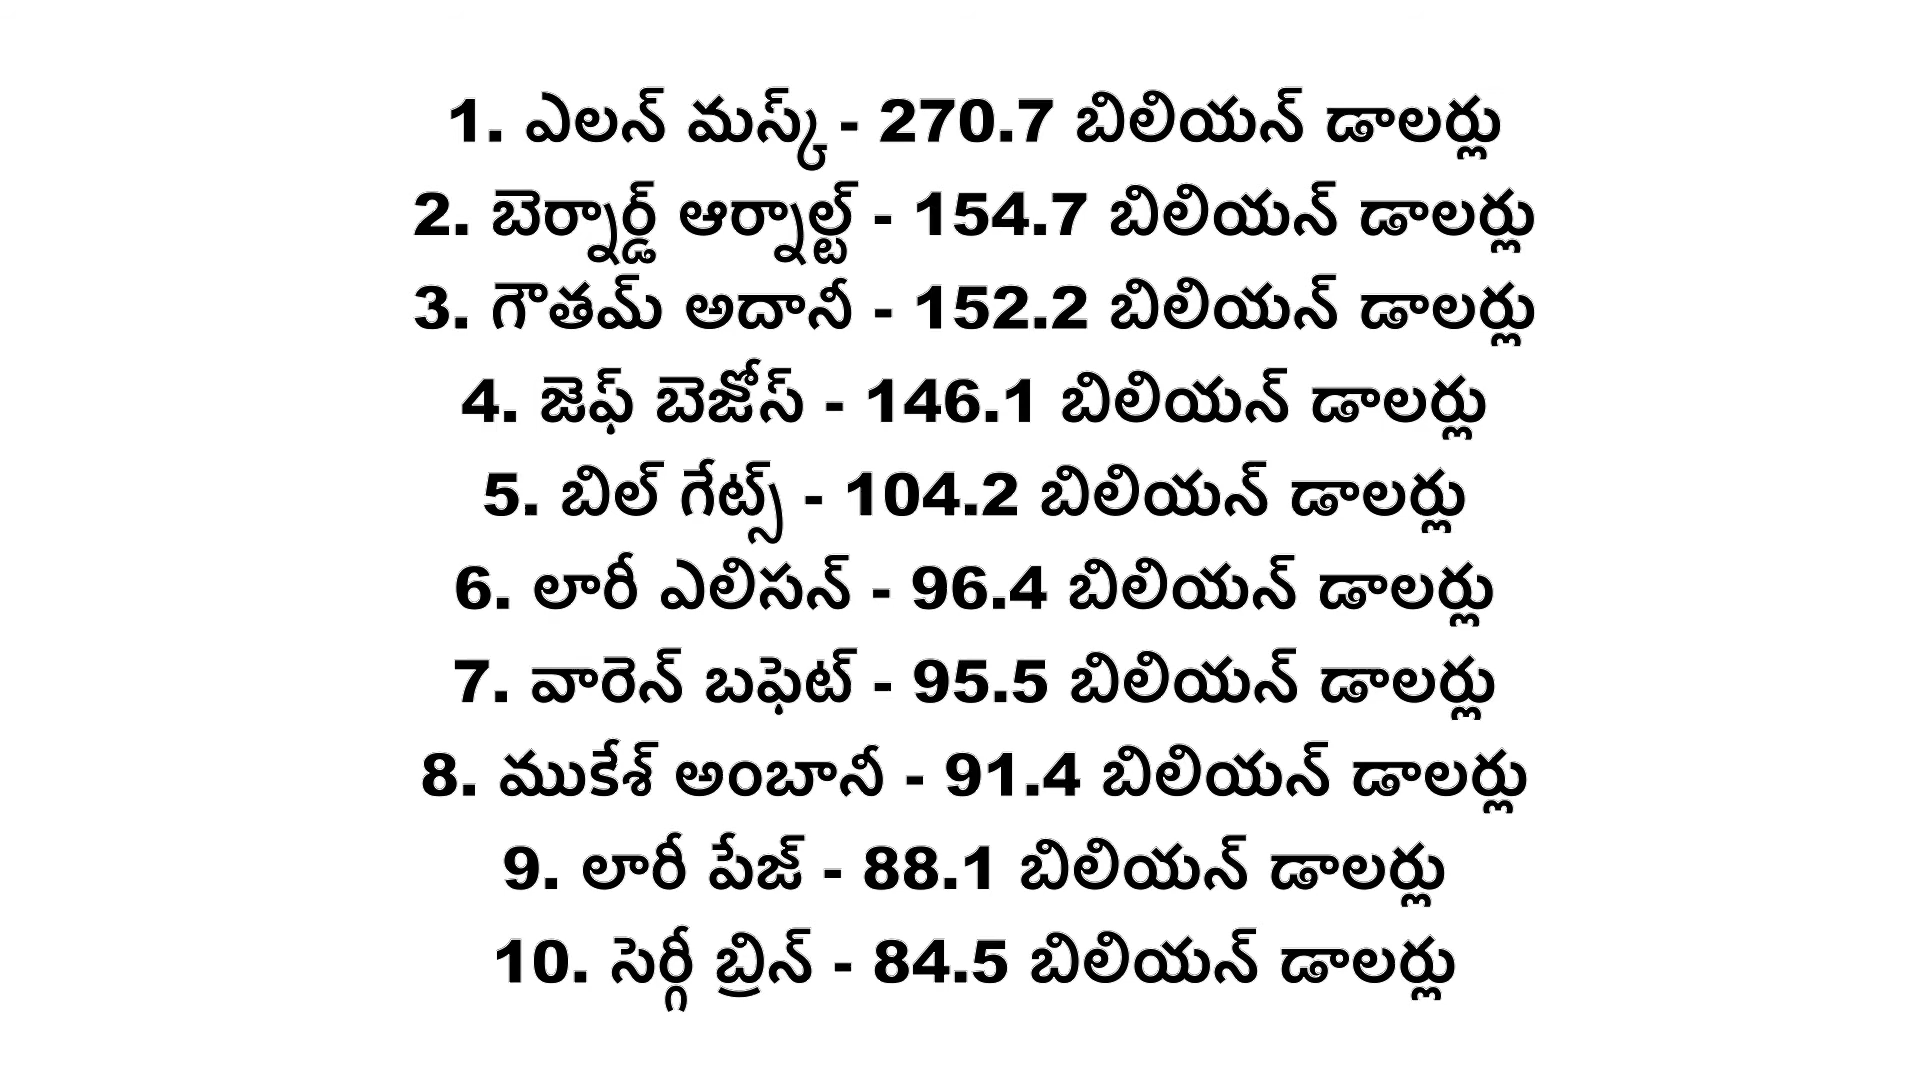 1. ఎలన్ మస్క్ - 270.7 బిలియన్ డాలర్లు
2. బెర్నార్డ్ ఆర్నాల్ట్ - 154.7 బిలియన్ డాలర్లు
3. గౌతమ్ అదానీ - 152.2 బిలియన్ డాలర్లు
4. జెఫ్ బెజోస్ - 146.1 బిలియన్ డాలర్లు
5. బిల్ గేట్స్ - 104.2 బిలియన్ డాలర్లు
6. లారీ ఎలిసన్ - 96.4 బిలియన్ డాలర్లు
7. వారెన్ బఫెట్ - 95.5 బిలియన్ డాలర్లు
8. ముకేశ్ అంబానీ - 91.4 బిలియన్ డాలర్లు
9. లారీ పేజ్ - 88.1 బిలియన్ డాలర్లు
10. సెర్గీ బ్రిన్ - 84.5 బిలియన్ డాలర్లు